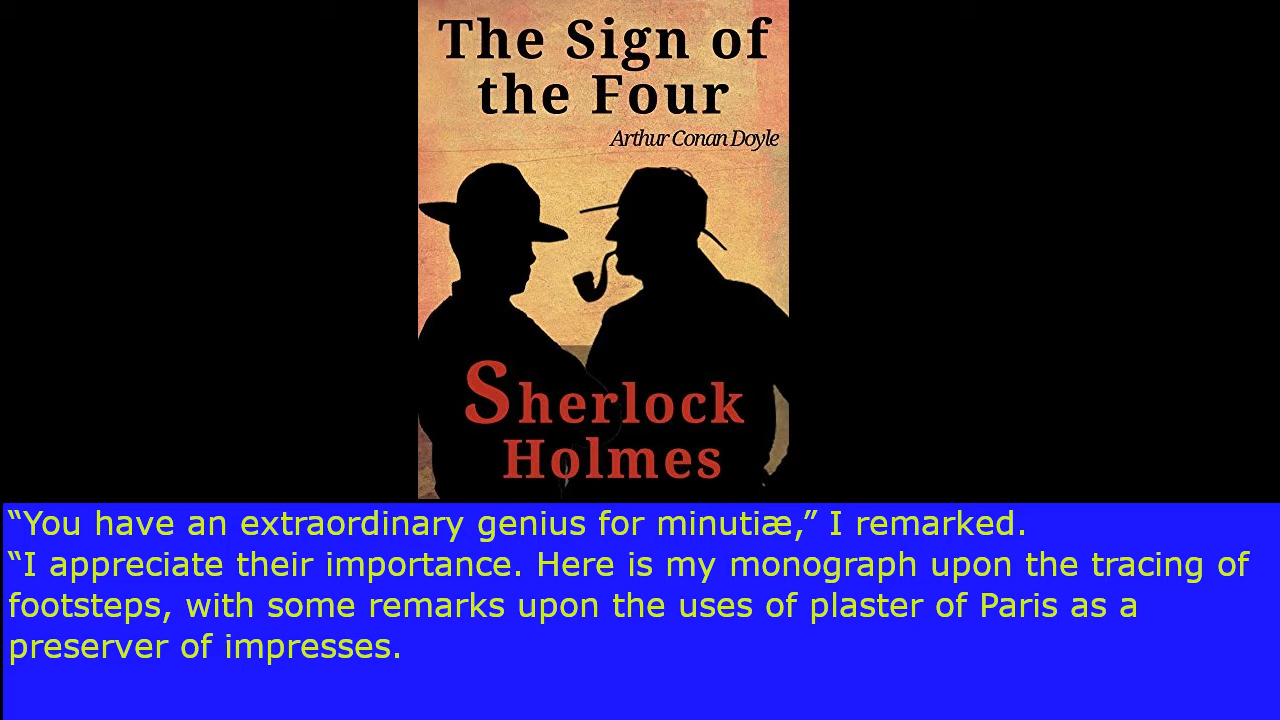 The Sign of
the Four
Arthur Conan Doyle
Sherlock
Holmes
“You have an extraordinary genius for minutiæ,” I remarked.
“I appreciate their importance. Here is my monograph upon the tracing of
footsteps, with some remarks upon the uses of plaster of Paris as a
preserver of impresses.